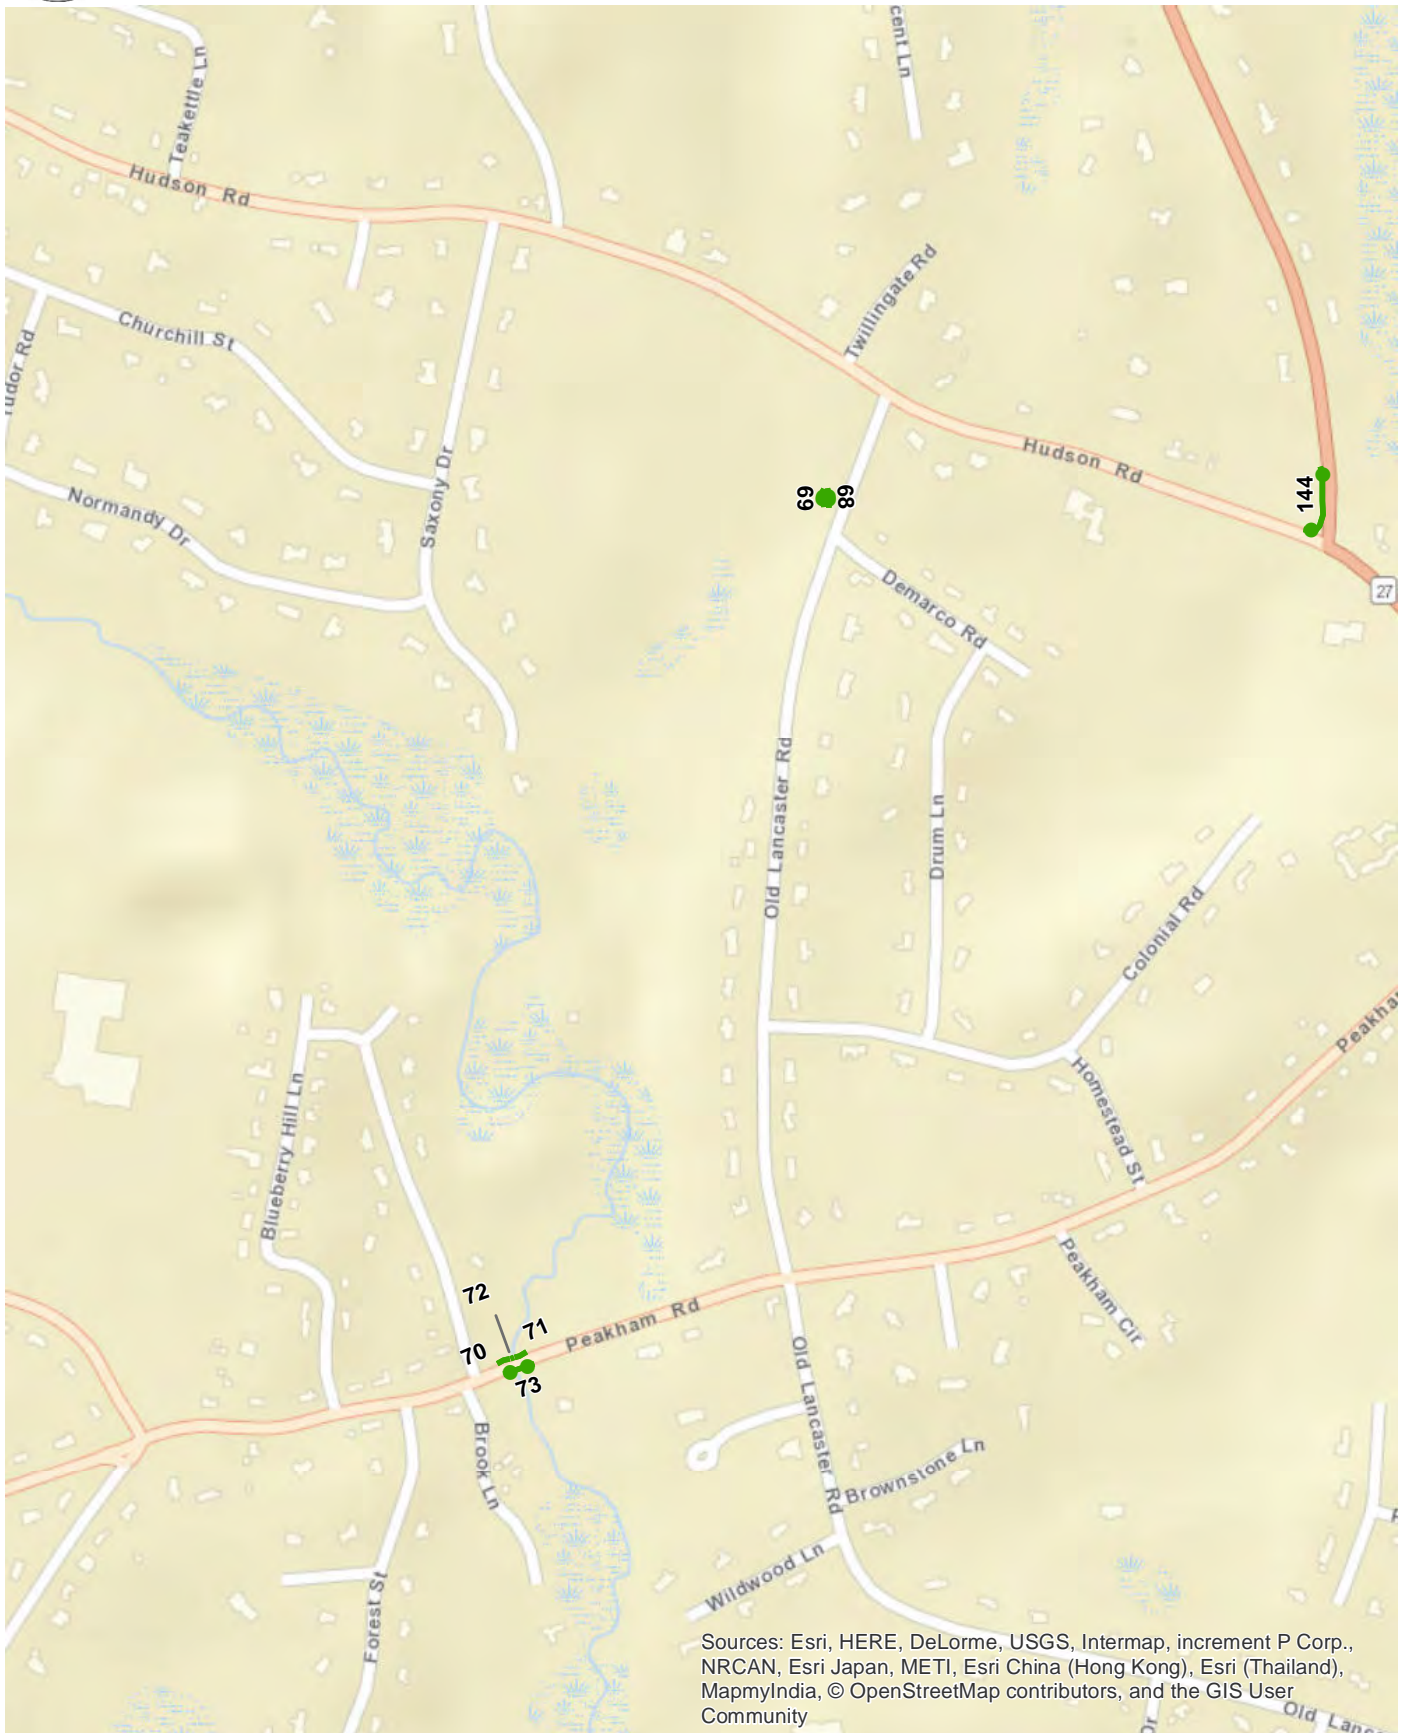 cent Ln
Teakettle Ln
Hudson Rd
Twillingate Rd
Churchill St
udor Rd
Hudson Rd
Saxony Dr
144
Normandy Dr
69
68
27
Demarco Rd
Old Lancaster Rd
Drum Ln
Colonial Rd
Peakha
Homestead St
Blueberry Hill Ln
Peakham Cir
72
71
Peakham Rd
70
73
Old Lancaster Rd
Brook Ln
Brownstone Ln
Wildwood Ln
Forest St
Sources: Esri, HERE, DeLorme, USGS, Intermap, increment P Corp.,
NRCAN, Esri Japan, METI, Esri China (Hong Kong), Esri (Thailand),
MapmyIndia, © OpenStreetMap contributors, and the GIS User
Community
Dr
Old Lanc